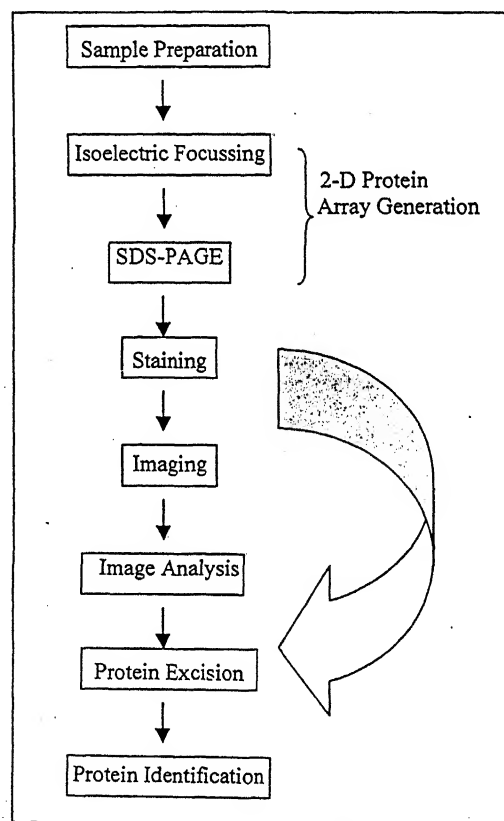 Sample Preparation
Isoelectric Focussing
2-D Protein
Array Generation
SDS-PAGE
Staining
Imaging
Image Analysis
Protein Excision
Protein Identification